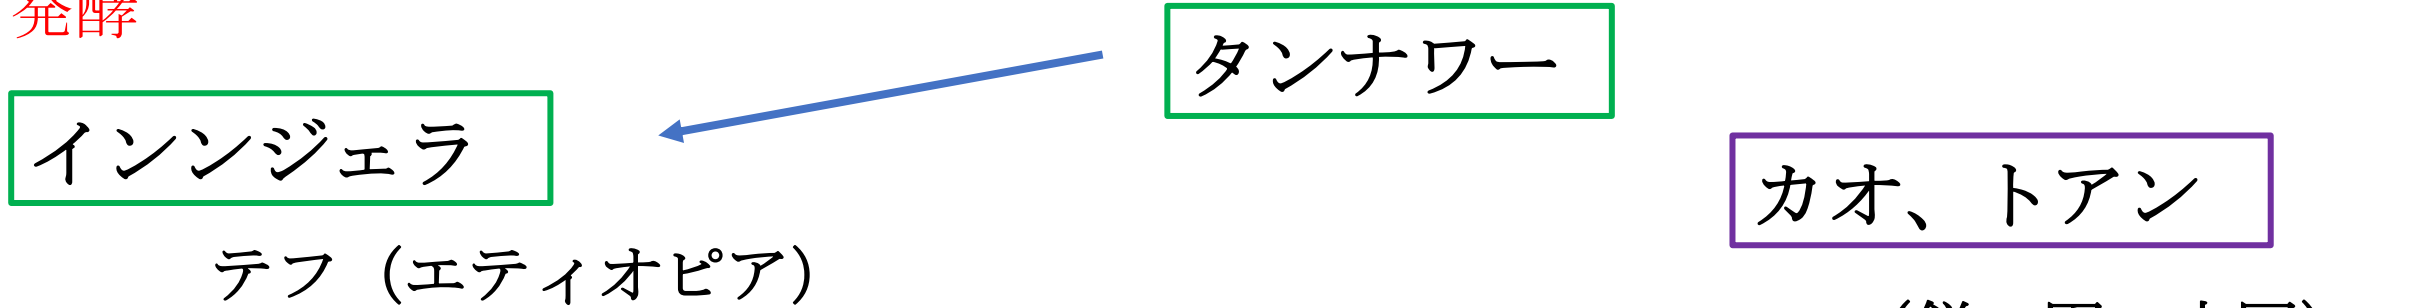 発酵
タンナワー
インンジェラ
カオ、トアン
テフ（エティオピア）